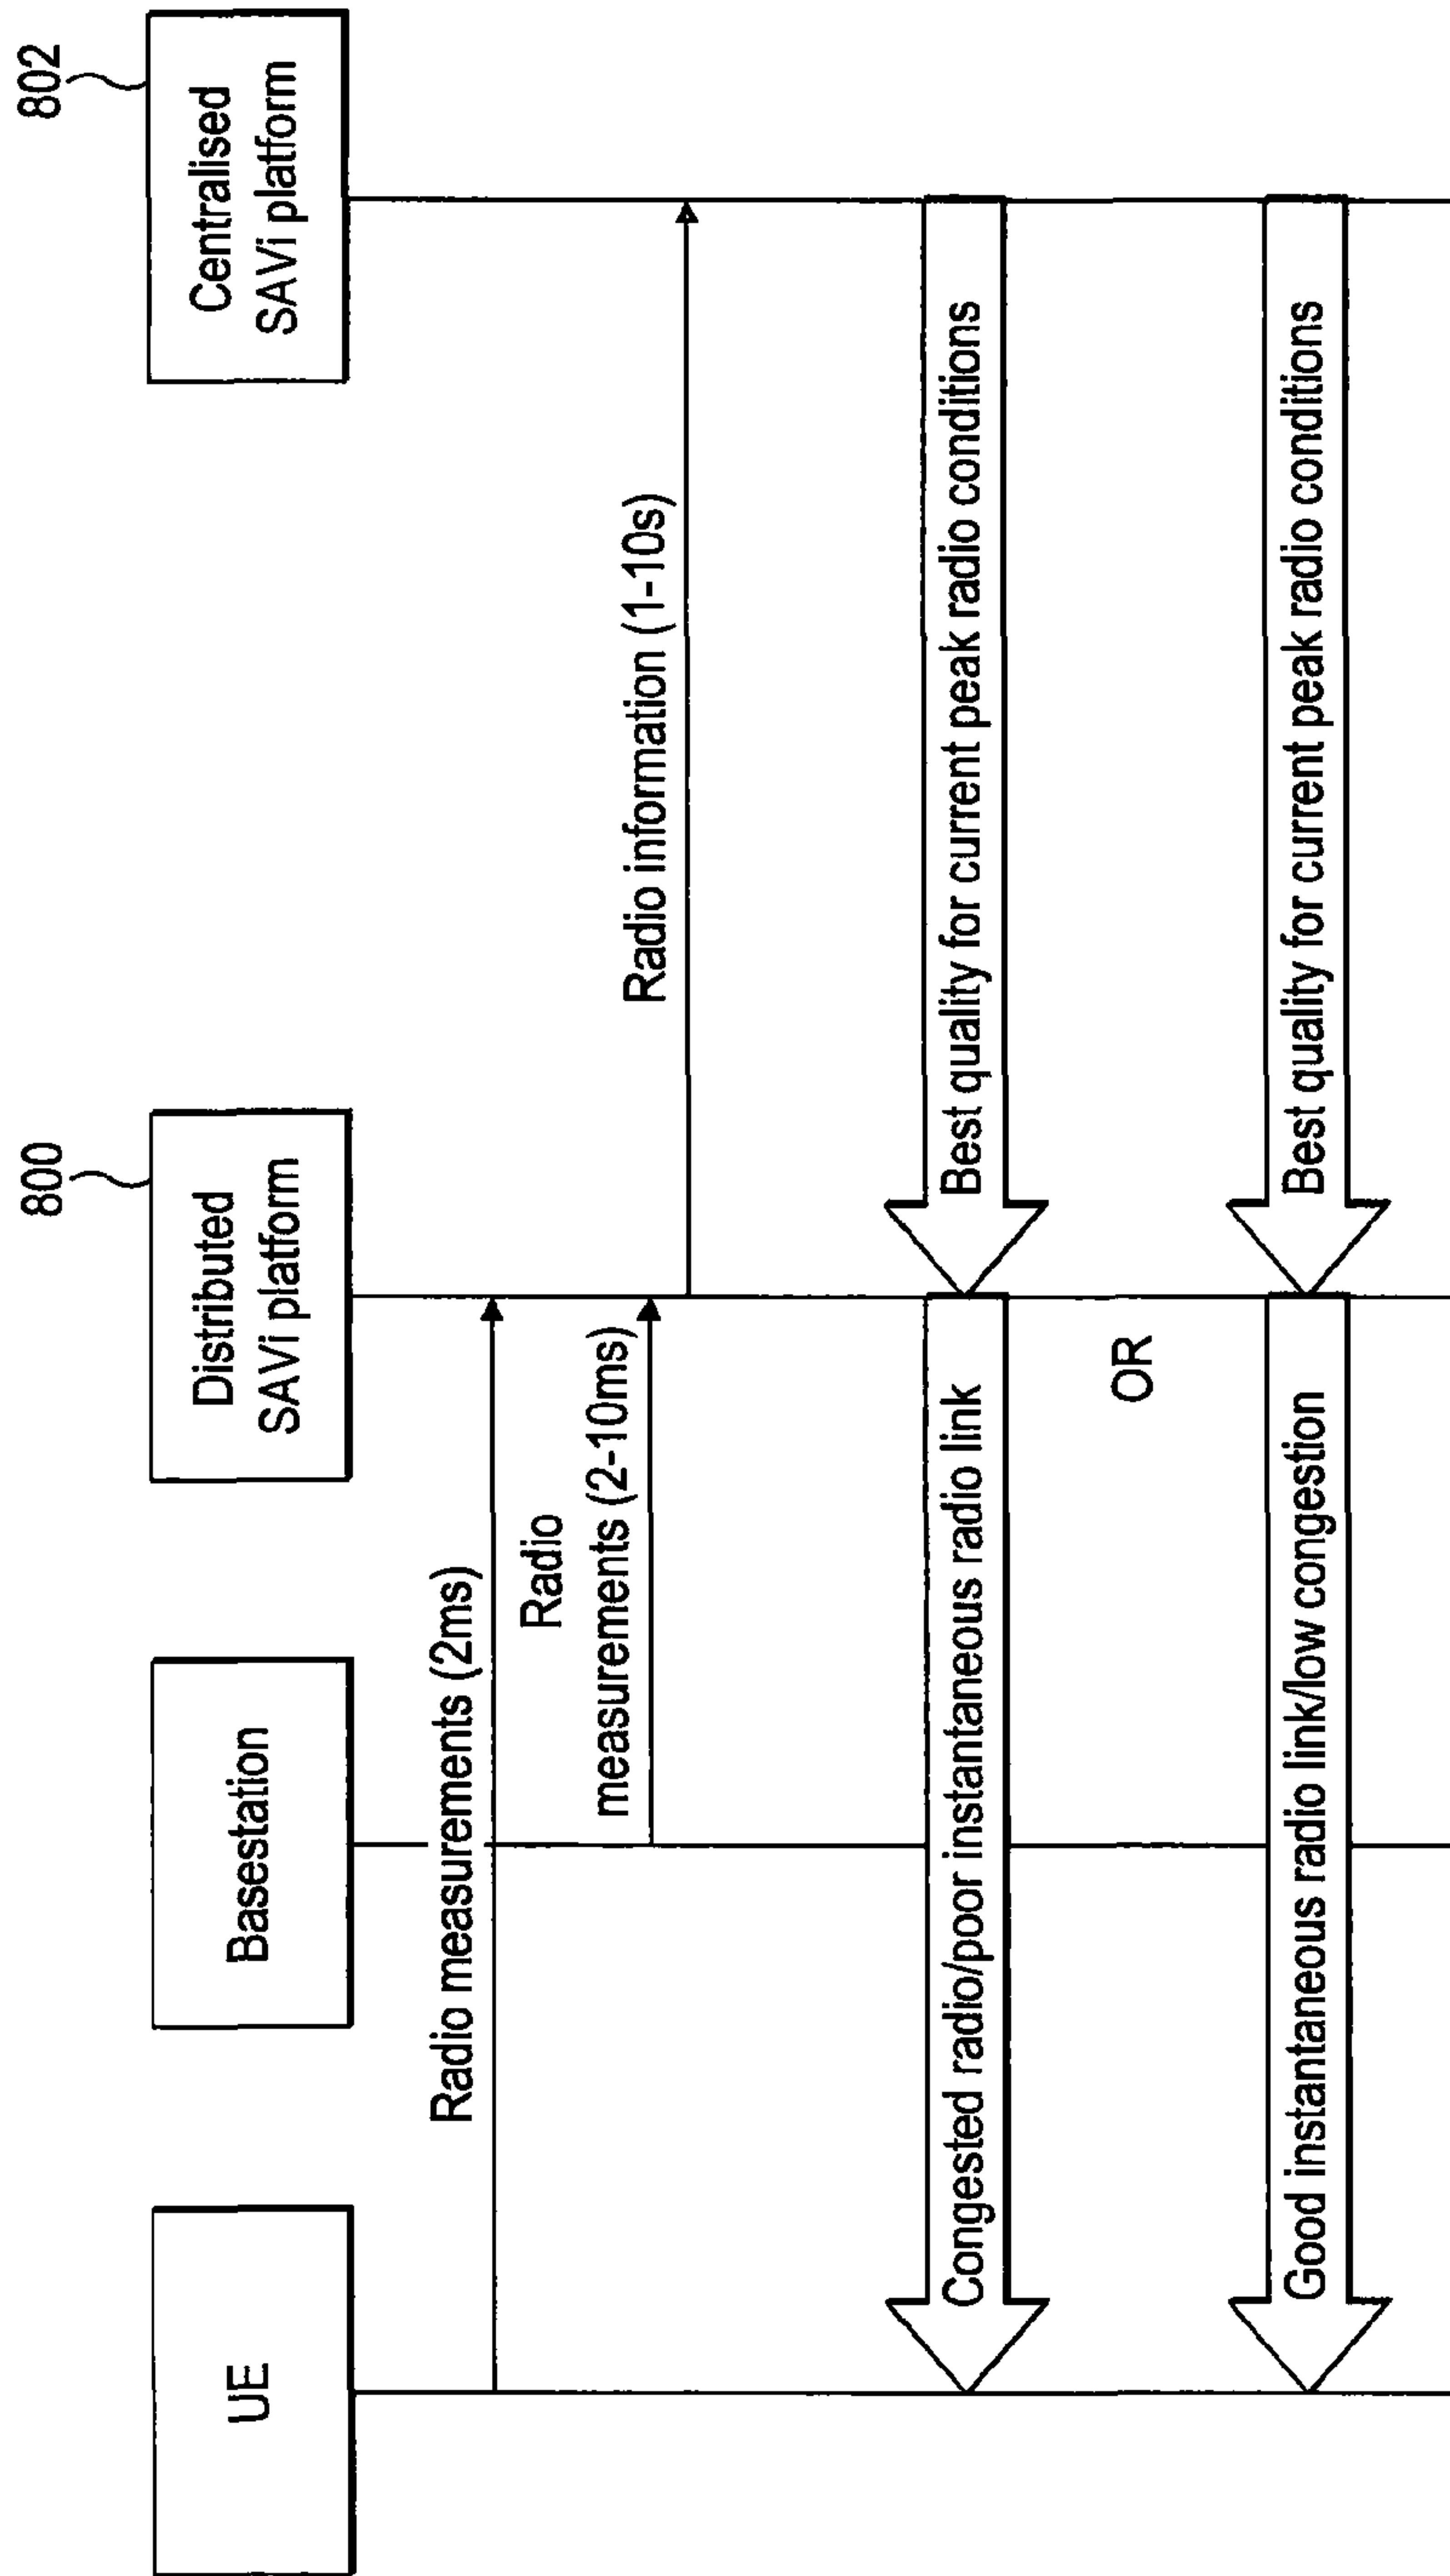 800
802
UE
Basestation
Distributed
SAVi platform
Centralised
SAVi platform
Radio measurements (2ms)
Radio
measurements (2-10ms)
Radio information (1-10s)
Congested radio/poor instantaneous radio link
Best quality for current peak radio conditions
OR
Good instantaneous radio link/low congestion
Best quality for current peak radio conditions